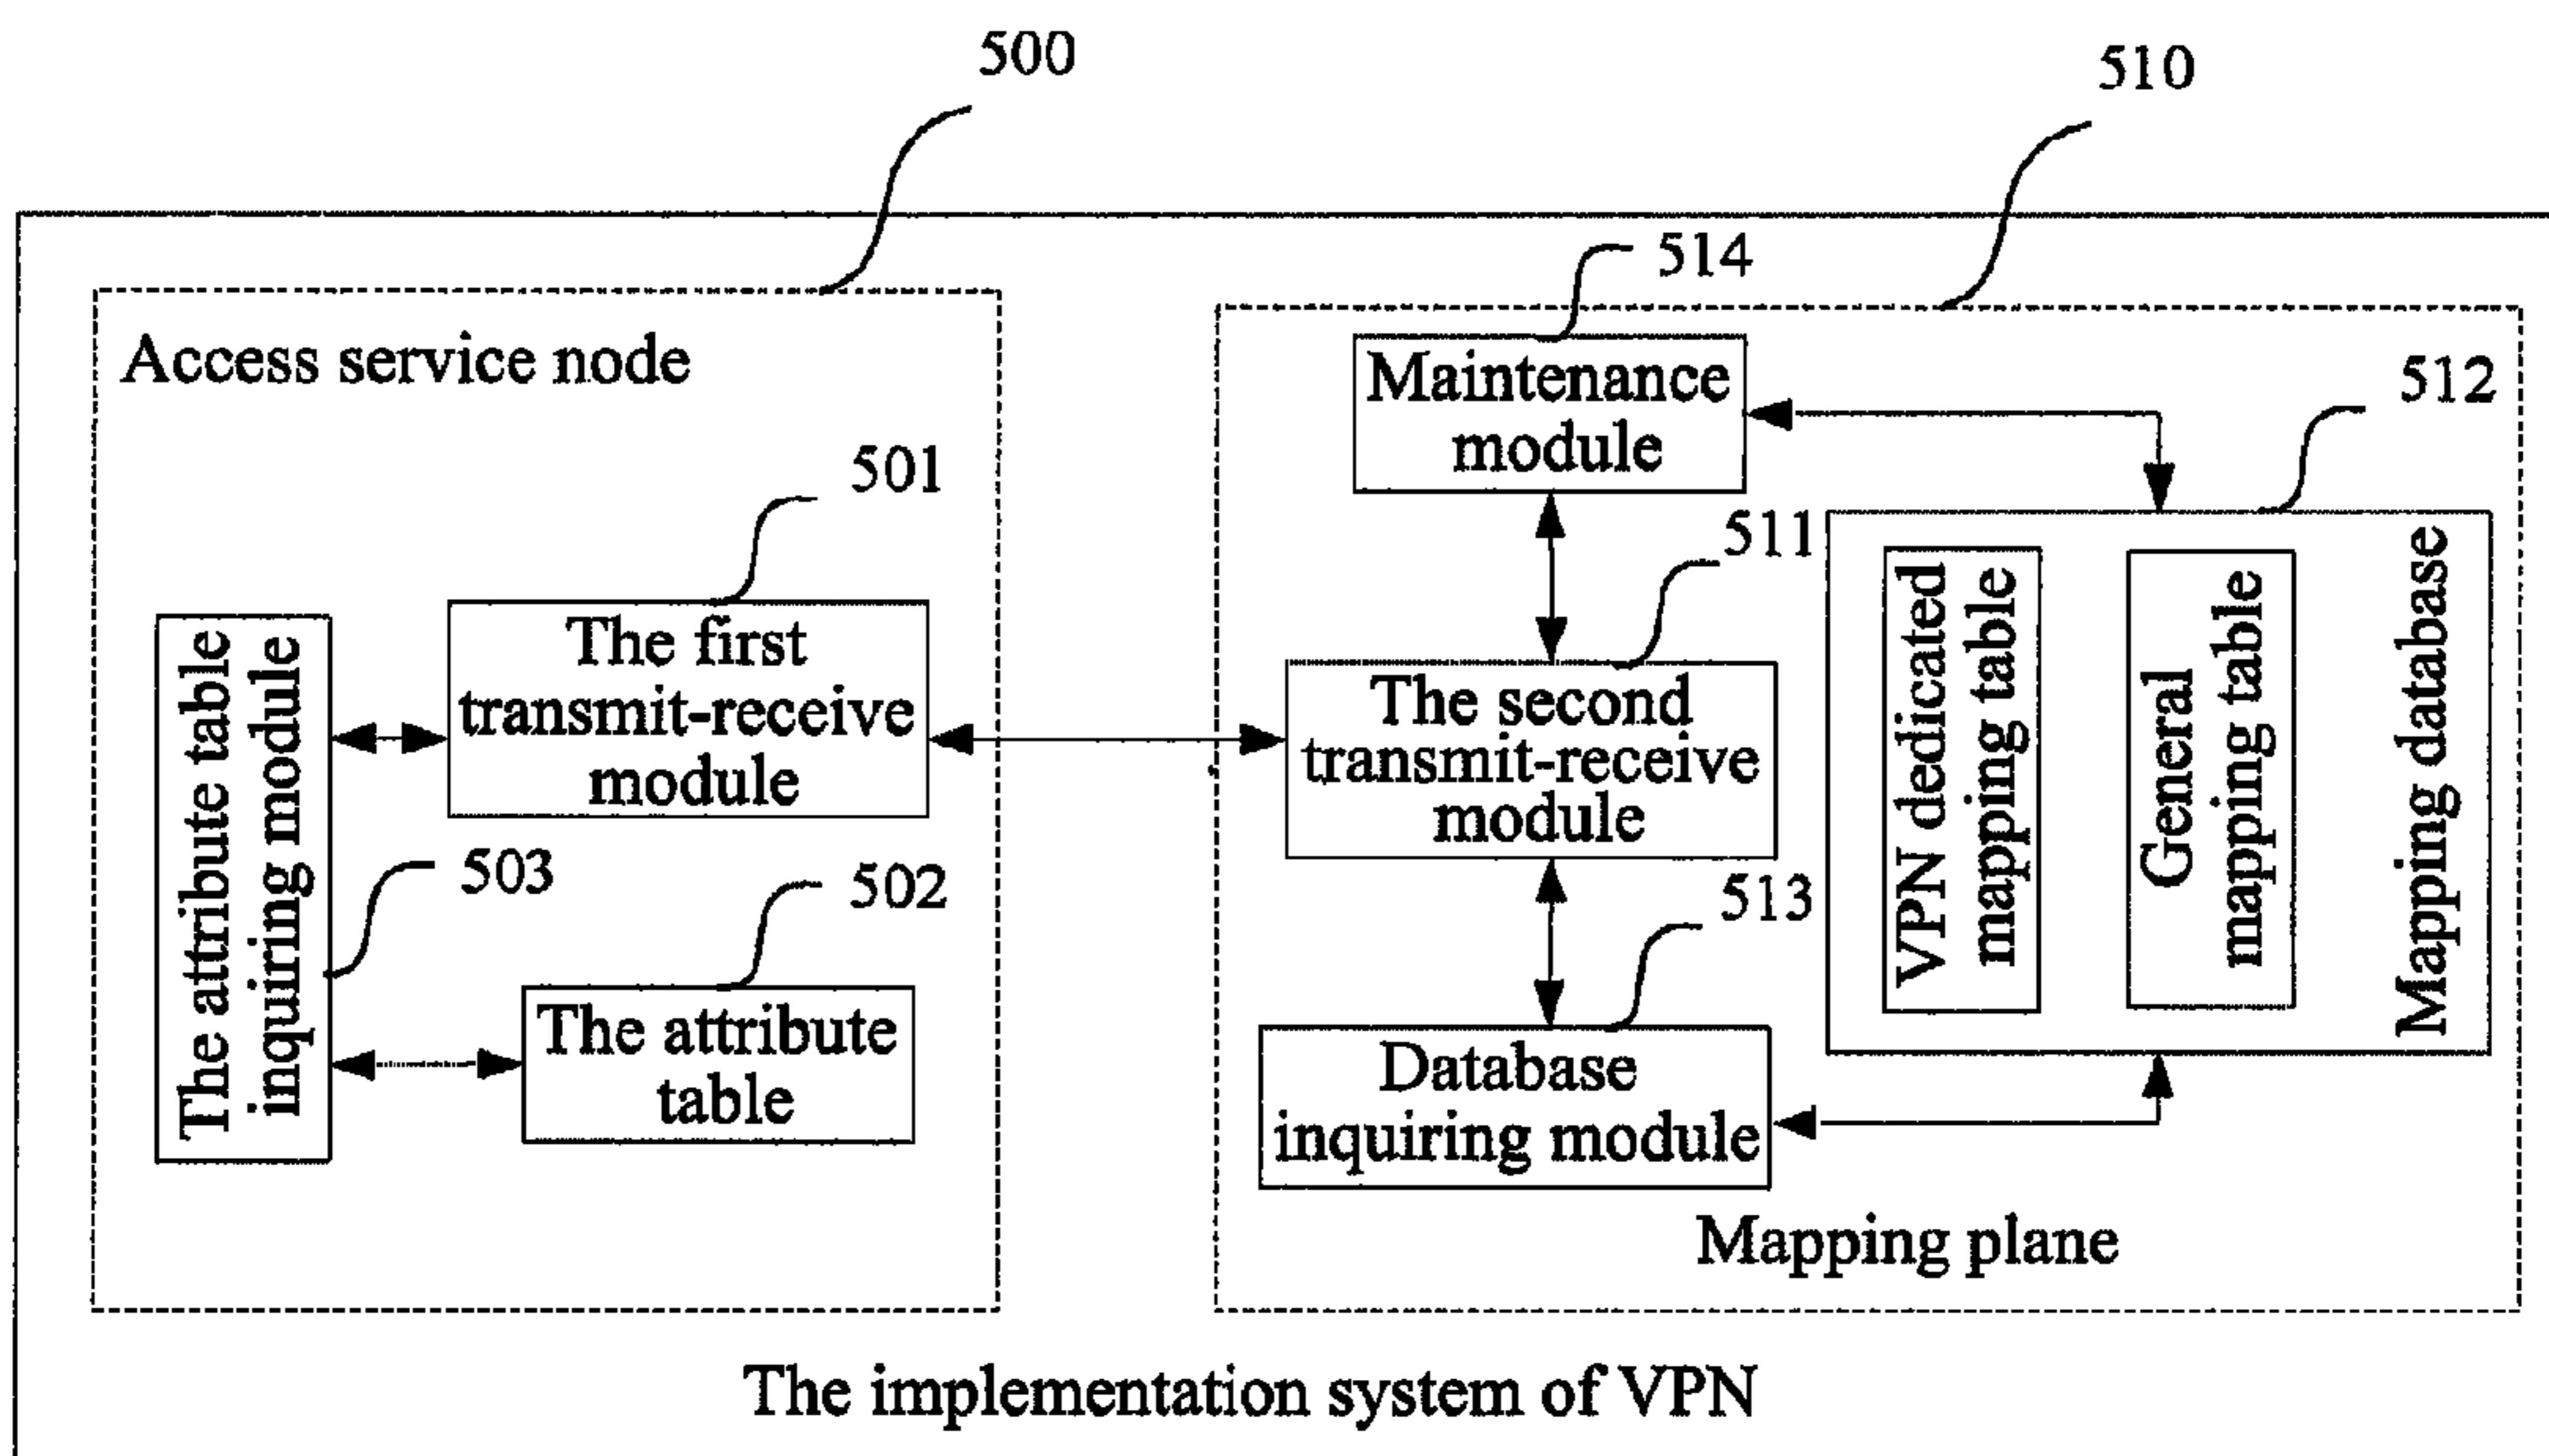 500
510
514
Access service node
Maintenance
module
512
501
511
The first
transmit-receive
module
The second
transmit-receive
module
The attribute table
inquiring module
503
502
The attribute
table
513
Database
inquiring module
VPN dedicated
mapping table
General
mapping table
Mapping database
Mapping plane
The implementation system of VPN